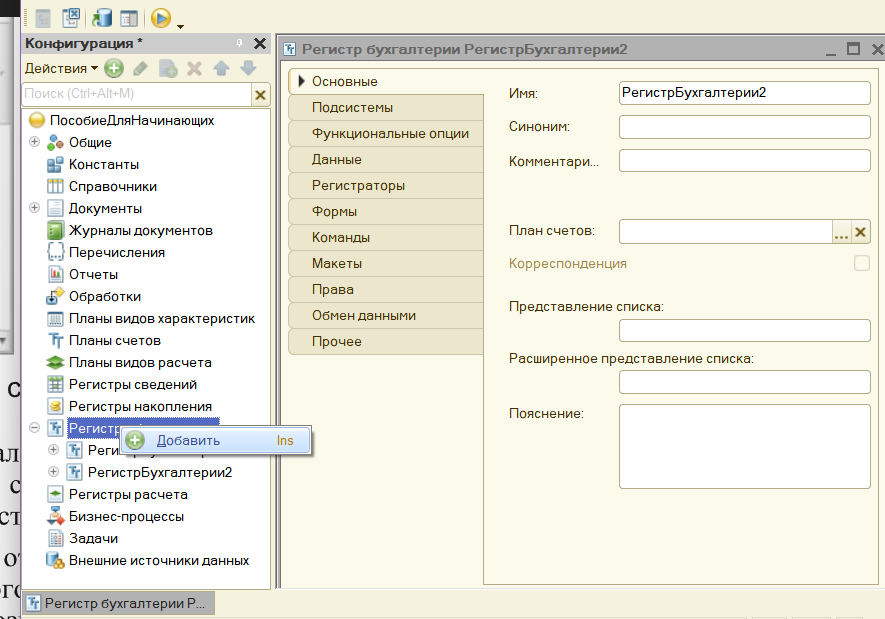 Конфигурация *
Действия
Поиск (Ctrl+Alt+M)
ПособиеДляНачинающих
Общие
Константы
Справочники
Документы
Журналы документов
Перечисления
Отчеты
Обработки
Планы видов характеристик
Планы счетов
Планы видов расчета
Регистры сведений
Регистры накопления
Добавить Ins
РегистрБухгалтерии2
Регистры расчета
Бизнес-процессы
Задачи
Внешние источники данных
Регистр бухгалтерии Р...
Регистр бухгалтерии РегистрБухгалтерии2
Основные
Подсистемы
Функциональные опции
Данные
Регистраторы
Формы
Команды
Макеты
Права
Обмен данными
Прочее
Имя: РегистрБухгалтерии2
Синоним:
Комментари...
План счетов: ...
Корреспонденция
Представление списка:
Расширенное представление списка:
Пояснение: